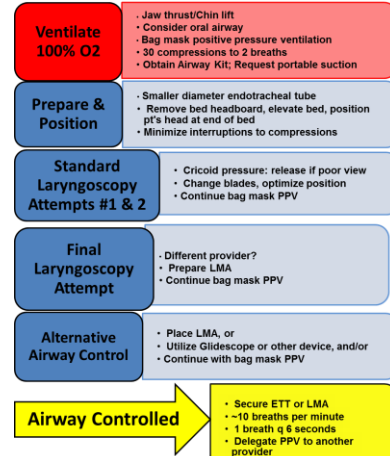 Ventilate
100% O2
• Jaw thrust/Chin lift
• Consider oral airway
• Bag mask positive pressure ventilation
• 30 compressions to 2 breaths
• Obtain Airway Kit; Request portable suction
Prepare &
Position
• Smaller diameter endotracheal tube
• Remove bed headboard, elevate bed, position
pt's head at end of bed
• Minimize interruptions to compressions
Standard
Laryngoscopy
Attempts #1 & 2
• Cricoid pressure: release if poor view
• Change blades, optimize position
• Continue bag mask PPV
Final
Laryngoscopy
Attempt
• Different provider?
• Prepare LMA
• Continue bag mask PPV
Alternative
Airway Control
• Place LMA, or
• Utilize Glidescope or other device, and/or
• Continue with bag mask PPV
Airway Controlled
• Secure ETT or LMA
• ~10 breaths per minute
• 1 breath q 6 seconds
• Delegate PPV to another
provider